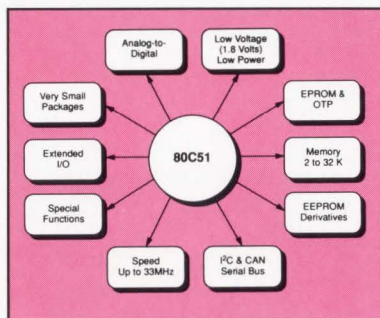 Analog-to-
Digital
Low Voltage
(1.8 Volts)
Low Power
Very Small
Packages
EPROM &
OTP
Extended
I/O
80C51
Memory
2 to 32 K
Special
Functions
EEPROM
Derivatives
Speed
Up to 33MHz
I²C & CAN
Serial Bus